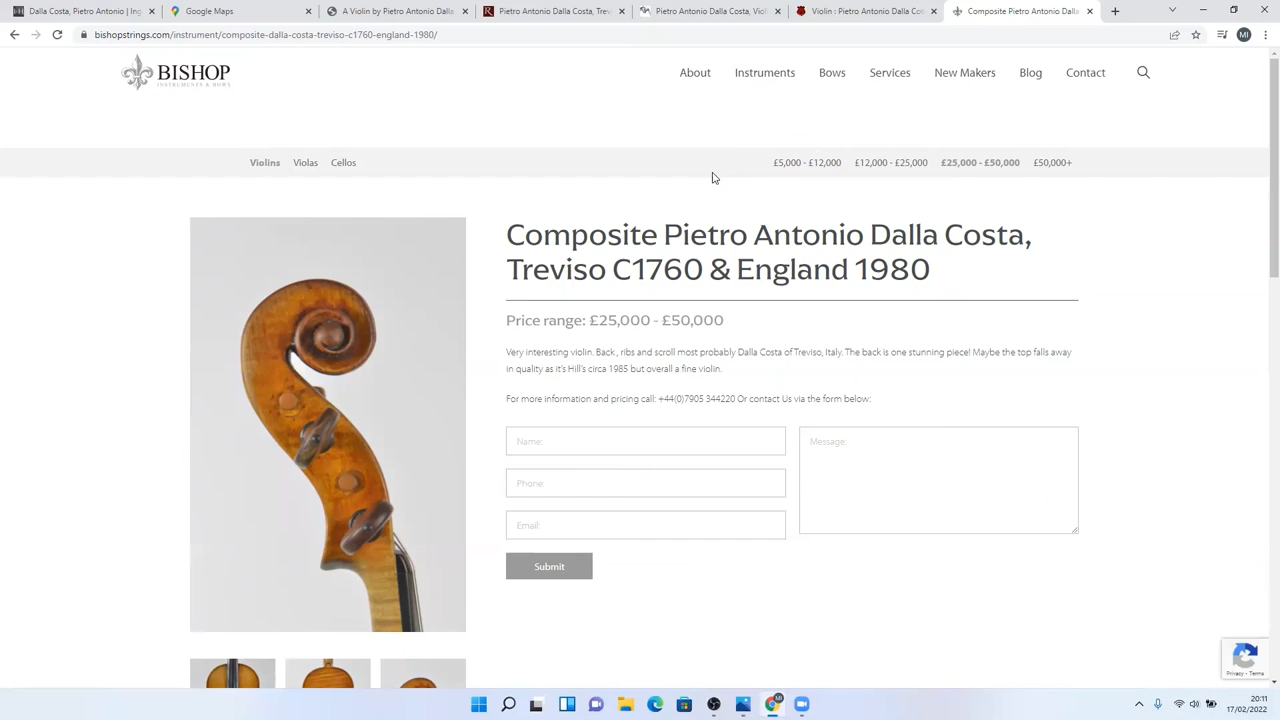 Dalla Costa, Pietro Antonio | Ing
Google Maps
A Violin by Pietro Antonio Dalla
Pietro Antonio Dalla Costa, Trev
Pietro Antonio Dalla Costa, Viol
Violin : Pietro Antonio Dalla Cost
Composite Pietro Antonio Dalla
bishopstrings.com/instrument/composite-dalla-costa-treviso-c1760-england-1980/
MI
BISHOP
INSTRUMENTS & BOWS
About Instruments Bows Services New Makers Blog Contact
Violins Violas Cellos £5,000 - £12,000 £12,000 - £25,000 £25,000 - £50,000 £50,000+
Composite Pietro Antonio Dalla Costa,
Treviso C1760 & England 1980
Price range: £25,000 - £50,000
Very interesting violin. Back , ribs and scroll most probably Dalla Costa of Treviso, Italy. The back is one stunning piece! Maybe the top falls away
in quality as it's Hill's circa 1985 but overall a fine violin.
For more information and pricing call: +44(0)7905 344220 Or contact Us via the form below:
Name:
Message:
Phone:
Email:
Submit
Privacy - Terms
MI
20:11
17/02/2022